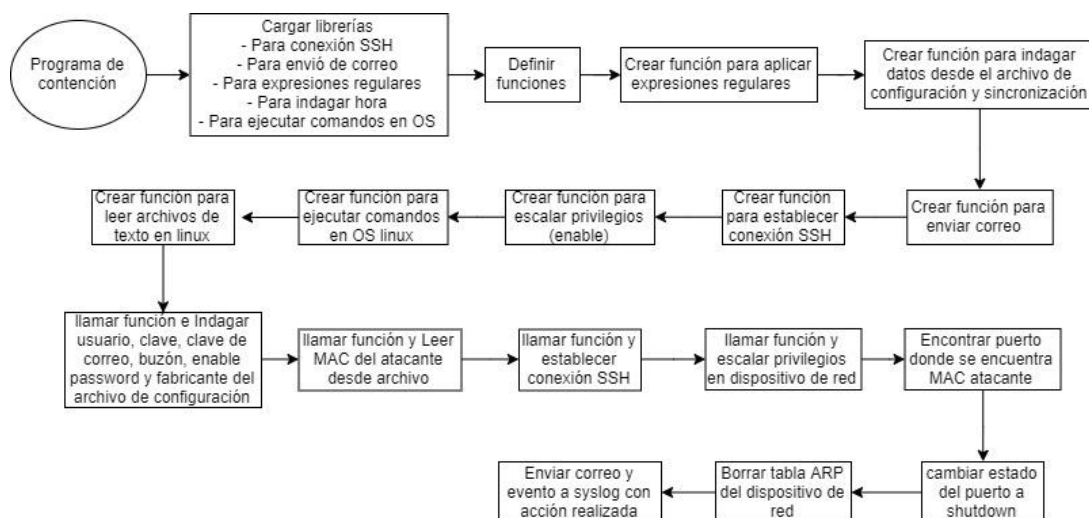 Programa de
contención
Cargar librerías
- Para conexión SSH
- Para envió de correo
- Para expresiones regulares
- Para indagar hora
- Para ejecutar comandos en OS
Definir
funciones
Crear función para aplicar
expresiones regulares
Crear función para indagar
datos desde el archivo de
configuración y sincronización
Crear función para
enviar correo
Crear función
para establecer
conexión SSH
Crear función para
escalar privilegios
(enable)
Crear función para
ejecutar comandos
en OS linux
Crear función para
leer archivos de
texto en linux
llamar función e Indagar
usuario, clave, clave de
correo, buzón, enable
password y fabricante del
archivo de configuración
llamar función y Leer
MAC del atacante
desde archivo
llamar función y
establecer
conexión SSH
llamar función y
escalar privilegios
en dispositivo de red
Encontrar puerto
donde se encuentra
MAC atacante
cambiar estado
del puerto a
shutdown
Borrar tabla ARP
del dispositivo de
red
Enviar correo y
evento a syslog con
acción realizada